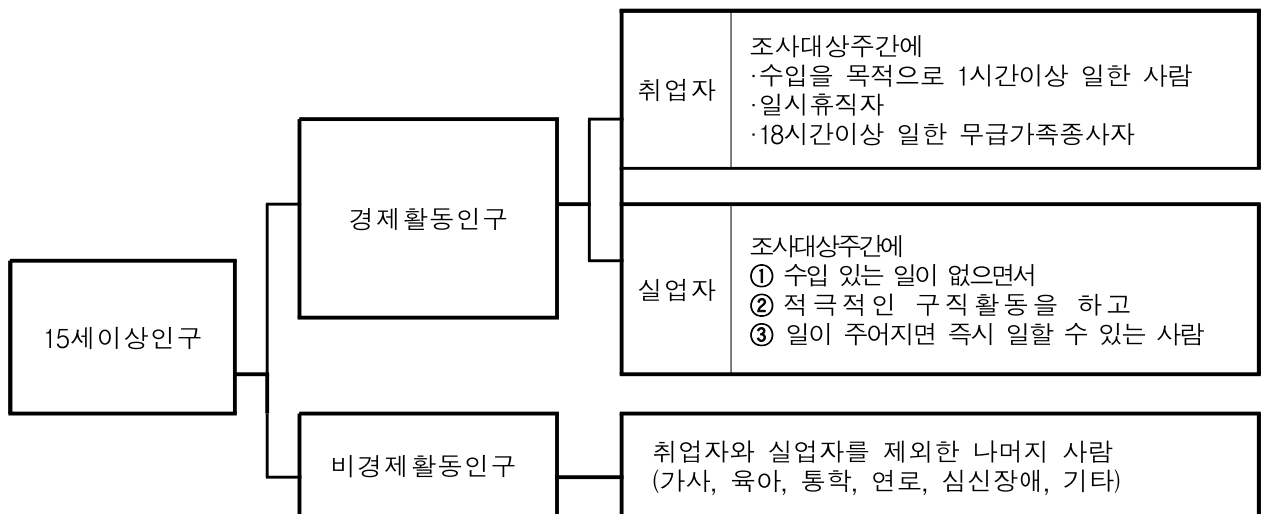 15세이상인구
경제활동인구
취업자
조사대상주간에
·수입을 목적으로 1시간이상 일한 사람
·일시휴직자
·18시간이상 일한 무급가족종사자
실업자
조사대상주간에
① 수입 있는 일이 없으면서
② 적극적인 구직활동을 하고
③ 일이 주어지면 즉시 일할 수 있는 사람
비경제활동인구
취업자와 실업자를 제외한 나머지 사람
(가사, 육아, 통학, 연로, 심신장애, 기타)